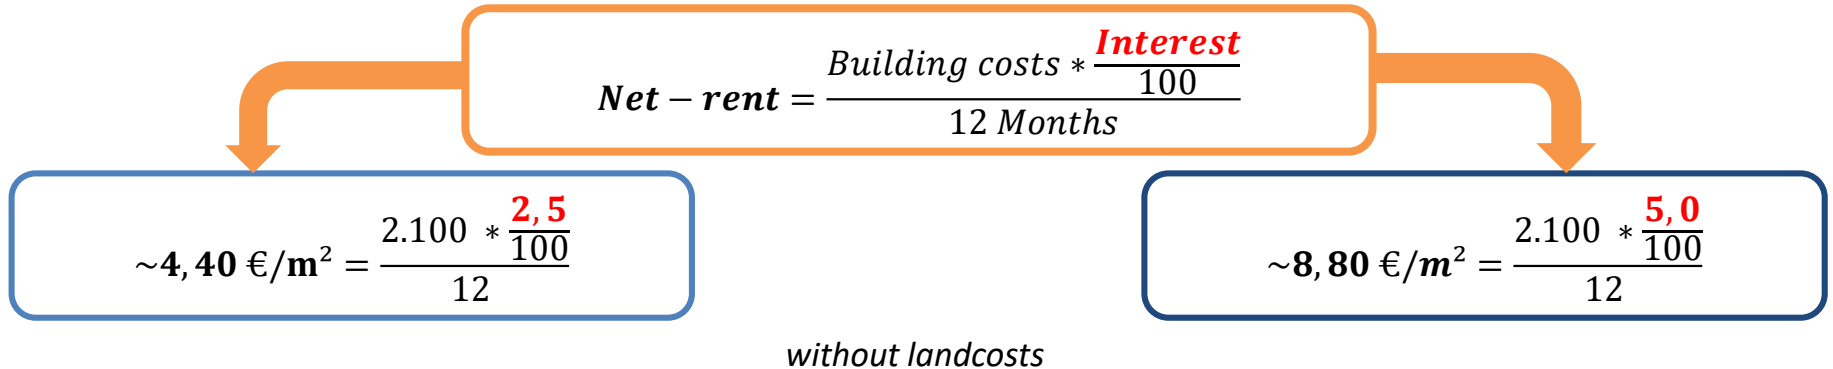 Net − rent = (Building costs * Interest/100) / 12 Months
~4,40 €/m² = (2.100 * 2,5/100) / 12
~8,80 €/m² = (2.100 * 5,0/100) / 12
without landcosts